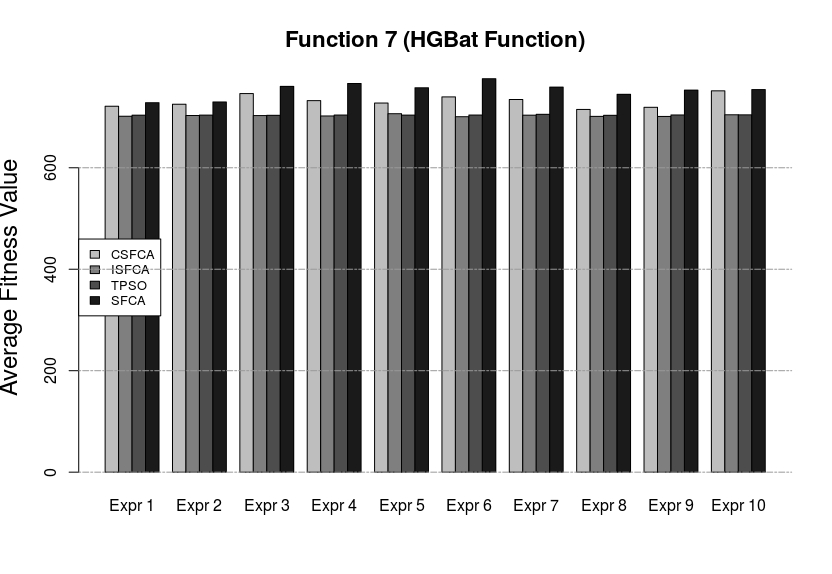 Function 7 (HGBat Function)
Average Fitness Value
600
400
200
0
CSFCA
ISFCA
TPSO
SFCA
Expr 1 Expr 2 Expr 3 Expr 4 Expr 5 Expr 6 Expr 7 Expr 8 Expr 9 Expr 10